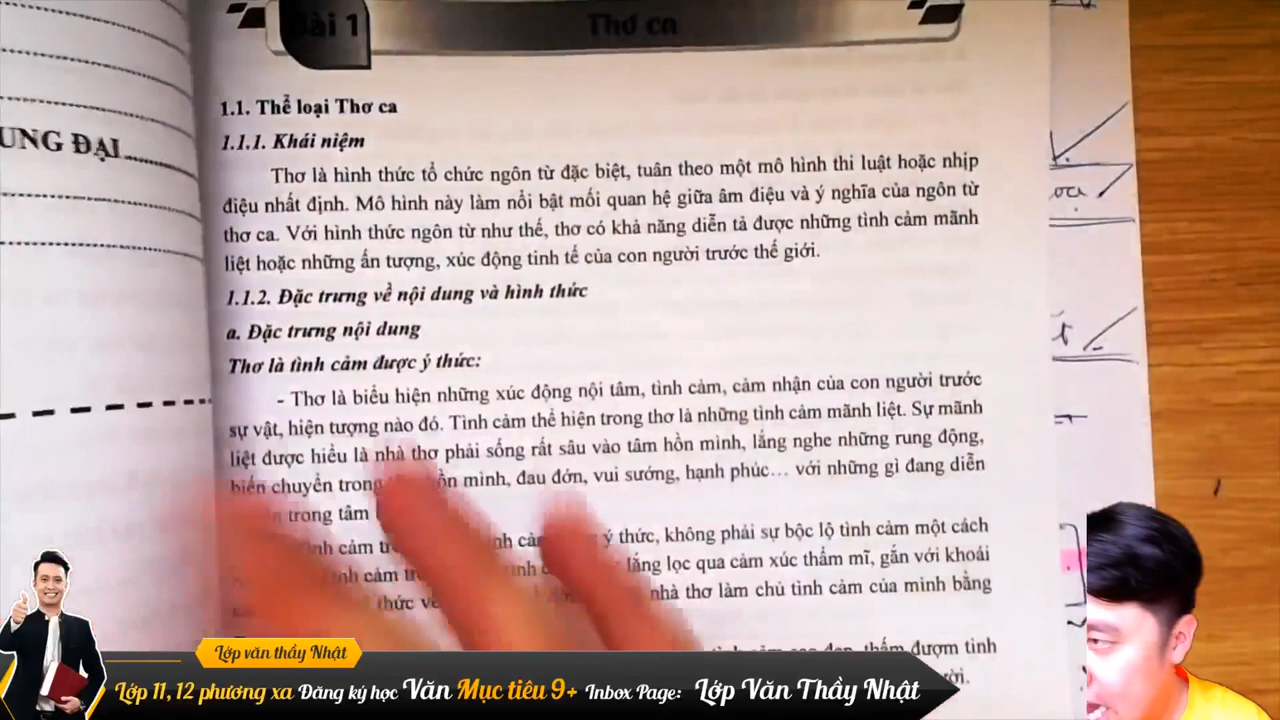 Bài 1
Thơ ca
UNG ĐẠI
1.1. Thể loại Thơ ca
1.1.1. Khái niệm
Thơ là hình thức tổ chức ngôn từ đặc biệt, tuân theo một mô hình thi luật hoặc nhịp
điệu nhất định. Mô hình này làm nổi bật mối quan hệ giữa âm điệu và ý nghĩa của ngôn từ
thơ ca. Với hình thức ngôn từ như thế, thơ có khả năng diễn tả được những tình cảm mãnh
liệt hoặc những ấn tượng, xúc động tinh tế của con người trước thế giới.
1.1.2. Đặc trưng về nội dung và hình thức
a. Đặc trưng nội dung
Thơ là tình cảm được ý thức:
- Thơ là biểu hiện những xúc động nội tâm, tình cảm, cảm nhận của con người trước
sự vật, hiện tượng nào đó. Tình cảm thể hiện trong thơ là những tình cảm mãnh liệt. Sự mãnh
liệt được hiểu là nhà thơ phải sống rất sâu vào tâm hồn mình, lắng nghe những rung động,
biến chuyển trong ồn mình, đau đớn, vui sướng, hạnh phúc... với những gì đang diễn
trong tâm
cảm ý thức, không phải sự bộc lộ tình cảm một cách
tình cảm lắng lọc qua cảm xúc thẩm mĩ, gắn với khoái
thức nhà thơ làm chủ tình cảm của mình bằng
thấm đượm tình
Lớp văn thầy Nhật
Lớp 11, 12 phương xa Đăng ký học Văn Mục tiêu 9+ Inbox Page: Lớp Văn Thầy Nhật